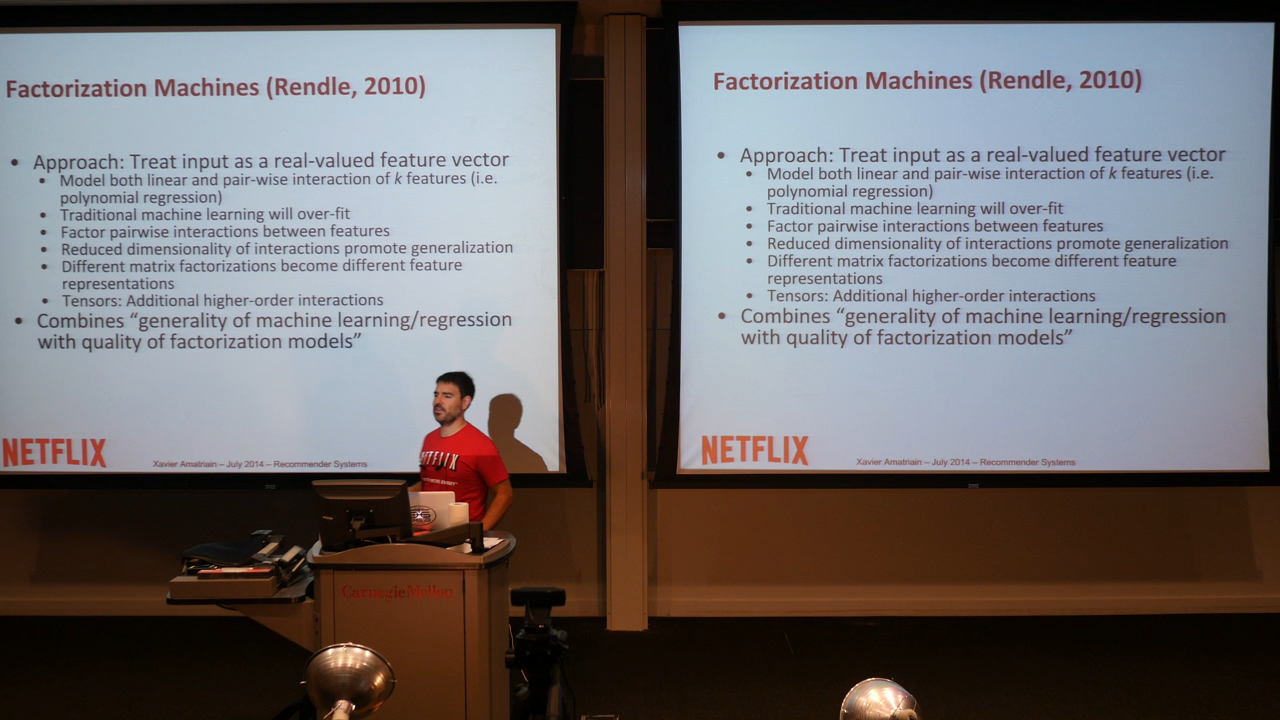 Factorization Machines (Rendle, 2010)
• Approach: Treat input as a real-valued feature vector
• Model both linear and pair-wise interaction of k features (i.e.
polynomial regression)
• Traditional machine learning will over-fit
• Factor pairwise interactions between features
• Reduced dimensionality of interactions promote generalization
• Different matrix factorizations become different feature
representations
• Tensors: Additional higher-order interactions
• Combines “generality of machine learning/regression
with quality of factorization models”
NETFLIX
Xavier Amatriain – July 2014 – Recommender Systems
Factorization Machines (Rendle, 2010)
• Approach: Treat input as a real-valued feature vector
• Model both linear and pair-wise interaction of k features (i.e.
polynomial regression)
• Traditional machine learning will over-fit
• Factor pairwise interactions between features
• Reduced dimensionality of interactions promote generalization
• Different matrix factorizations become different feature
representations
• Tensors: Additional higher-order interactions
• Combines “generality of machine learning/regression
with quality of factorization models”
NETFLIX
Xavier Amatriain – July 2014 – Recommender Systems
NETFLIX
Carnegie Mellon